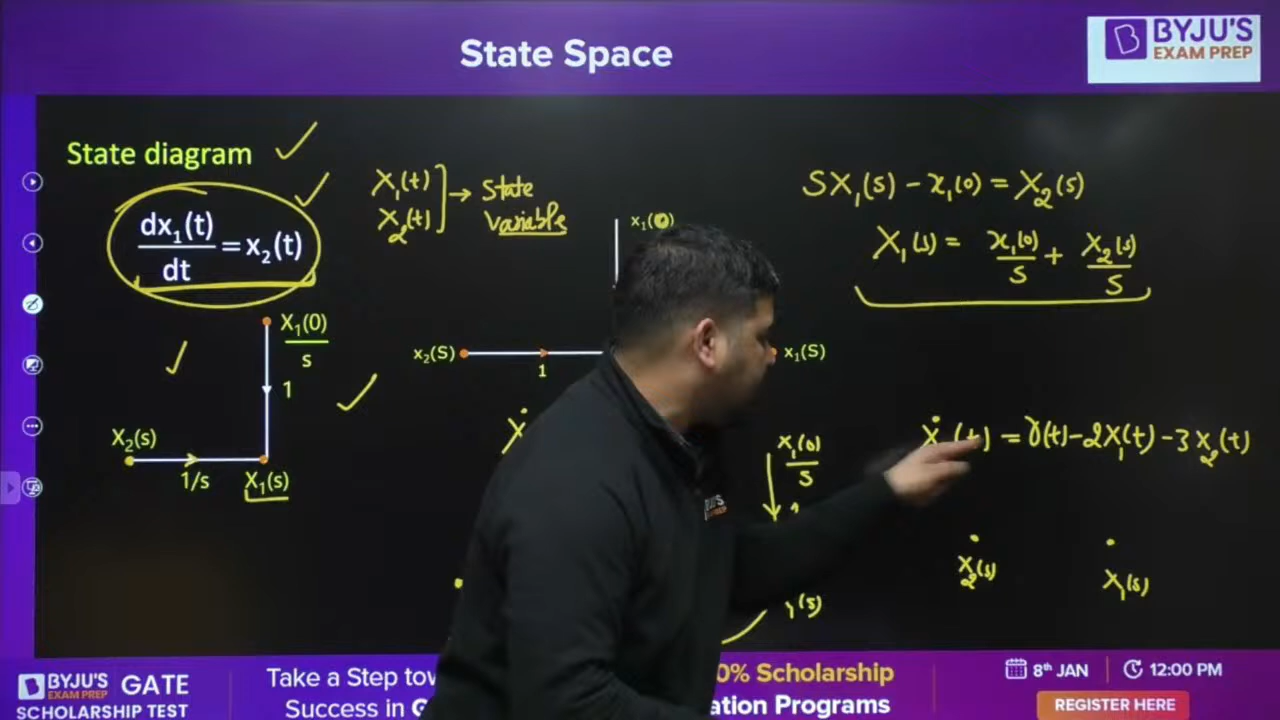 State Space
BYJU'S
EXAM PREP
State diagram
dx₁(t)
dt
= x₂(t)
X₁(t)
X₂(t)
→ State
Variable
x₁(0)
SX₁(s) - x₁(0) = X₂(s)
X₁(s) = x₁(0)/S + X₂(s)/S
X₁(0)
s
1
X₂(s)
1/s
X₁(s)
x₂(S)
1
x₁(S)
X₁(0)
S
(t) = r(t) - 2X₁(t) - 3X₂(t)
X₂(s)
X₁(s)
₁(s)
BYJU'S
EXAM PREP
GATE
SCHOLARSHIP TEST
Take a Step
Success in
0% Scholarship
ation Programs
8th JAN
12:00 PM
REGISTER HERE